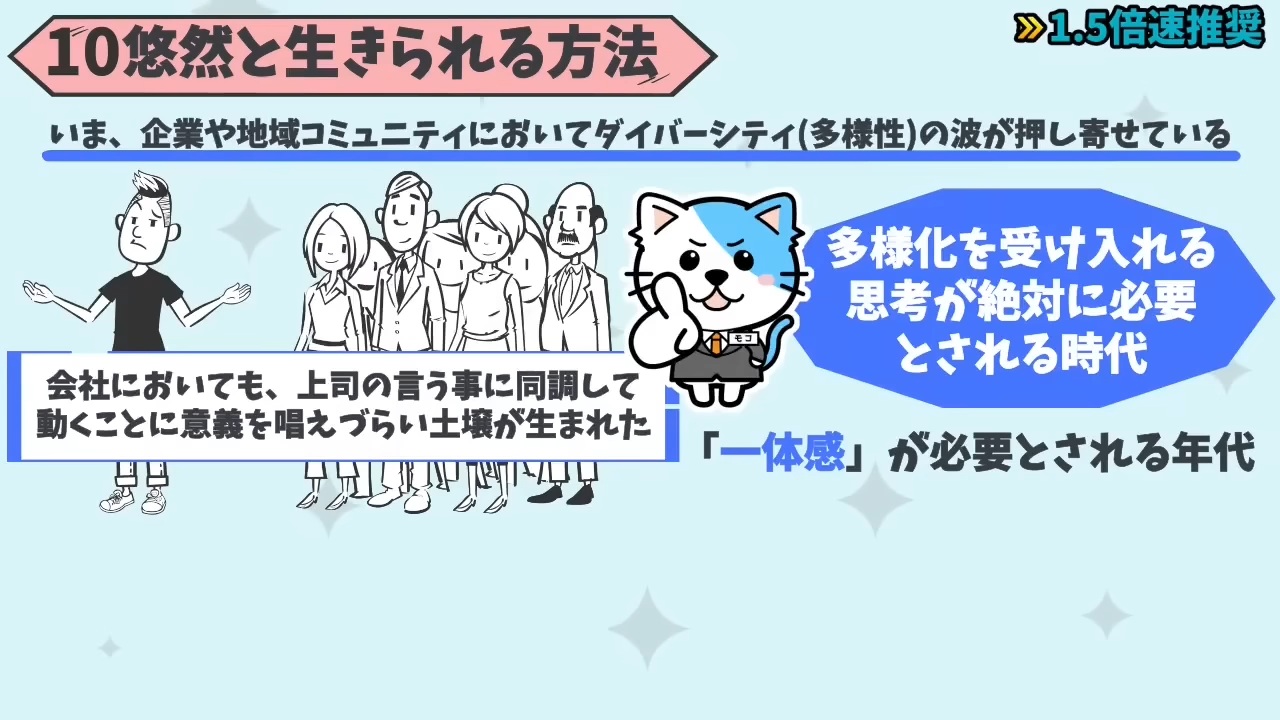 10悠然と生きられる方法
1.5倍速推奨
いま、企業や地域コミュニティにおいてダイバーシティ(多様性)の波が押し寄せている
多様化を受け入れる
思考が絶対に必要
とされる時代
モコ
会社においても、上司の言う事に同調して
動くことに意義を唱えづらい土壌が生まれた
「一体感」が必要とされる年代